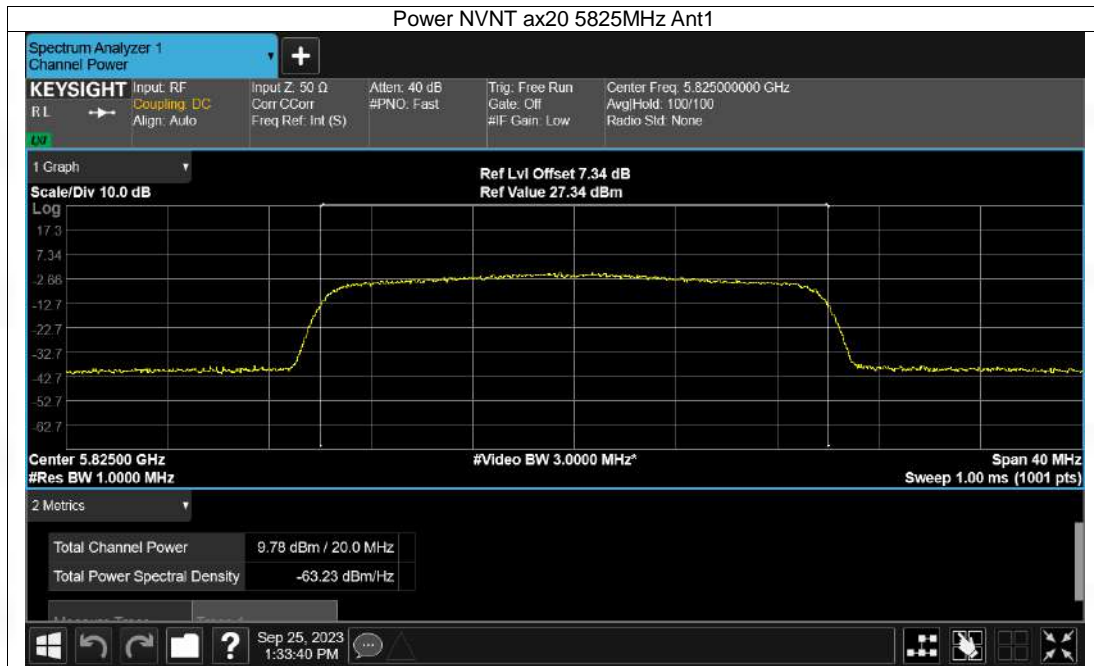 Power NVNT ax20 5825MHz Ant1
Spectrum Analyzer 1
Channel Power
+
KEYSIGHT
RL
LXI
Input: RF
Coupling: DC
Align: Auto
Input Z: 50 Ω
Corr CCorr
Freq Ref: Int (S)
Atten: 40 dB
#PNO: Fast
Trig: Free Run
Gate: Off
#IF Gain: Low
Center Freq: 5.825000000 GHz
Avg|Hold: 100/100
Radio Std: None
1 Graph
Scale/Div 10.0 dB
Ref Lvl Offset 7.34 dB
Ref Value 27.34 dBm
Log
17.3
7.34
-2.66
-12.7
-22.7
-32.7
-42.7
-52.7
-62.7
Center 5.82500 GHz
#Res BW 1.0000 MHz
#Video BW 3.0000 MHz*
Span 40 MHz
Sweep 1.00 ms (1001 pts)
2 Metrics
Total Channel Power 9.78 dBm / 20.0 MHz
Total Power Spectral Density -63.23 dBm/Hz
?
Sep 25, 2023
1:33:40 PM